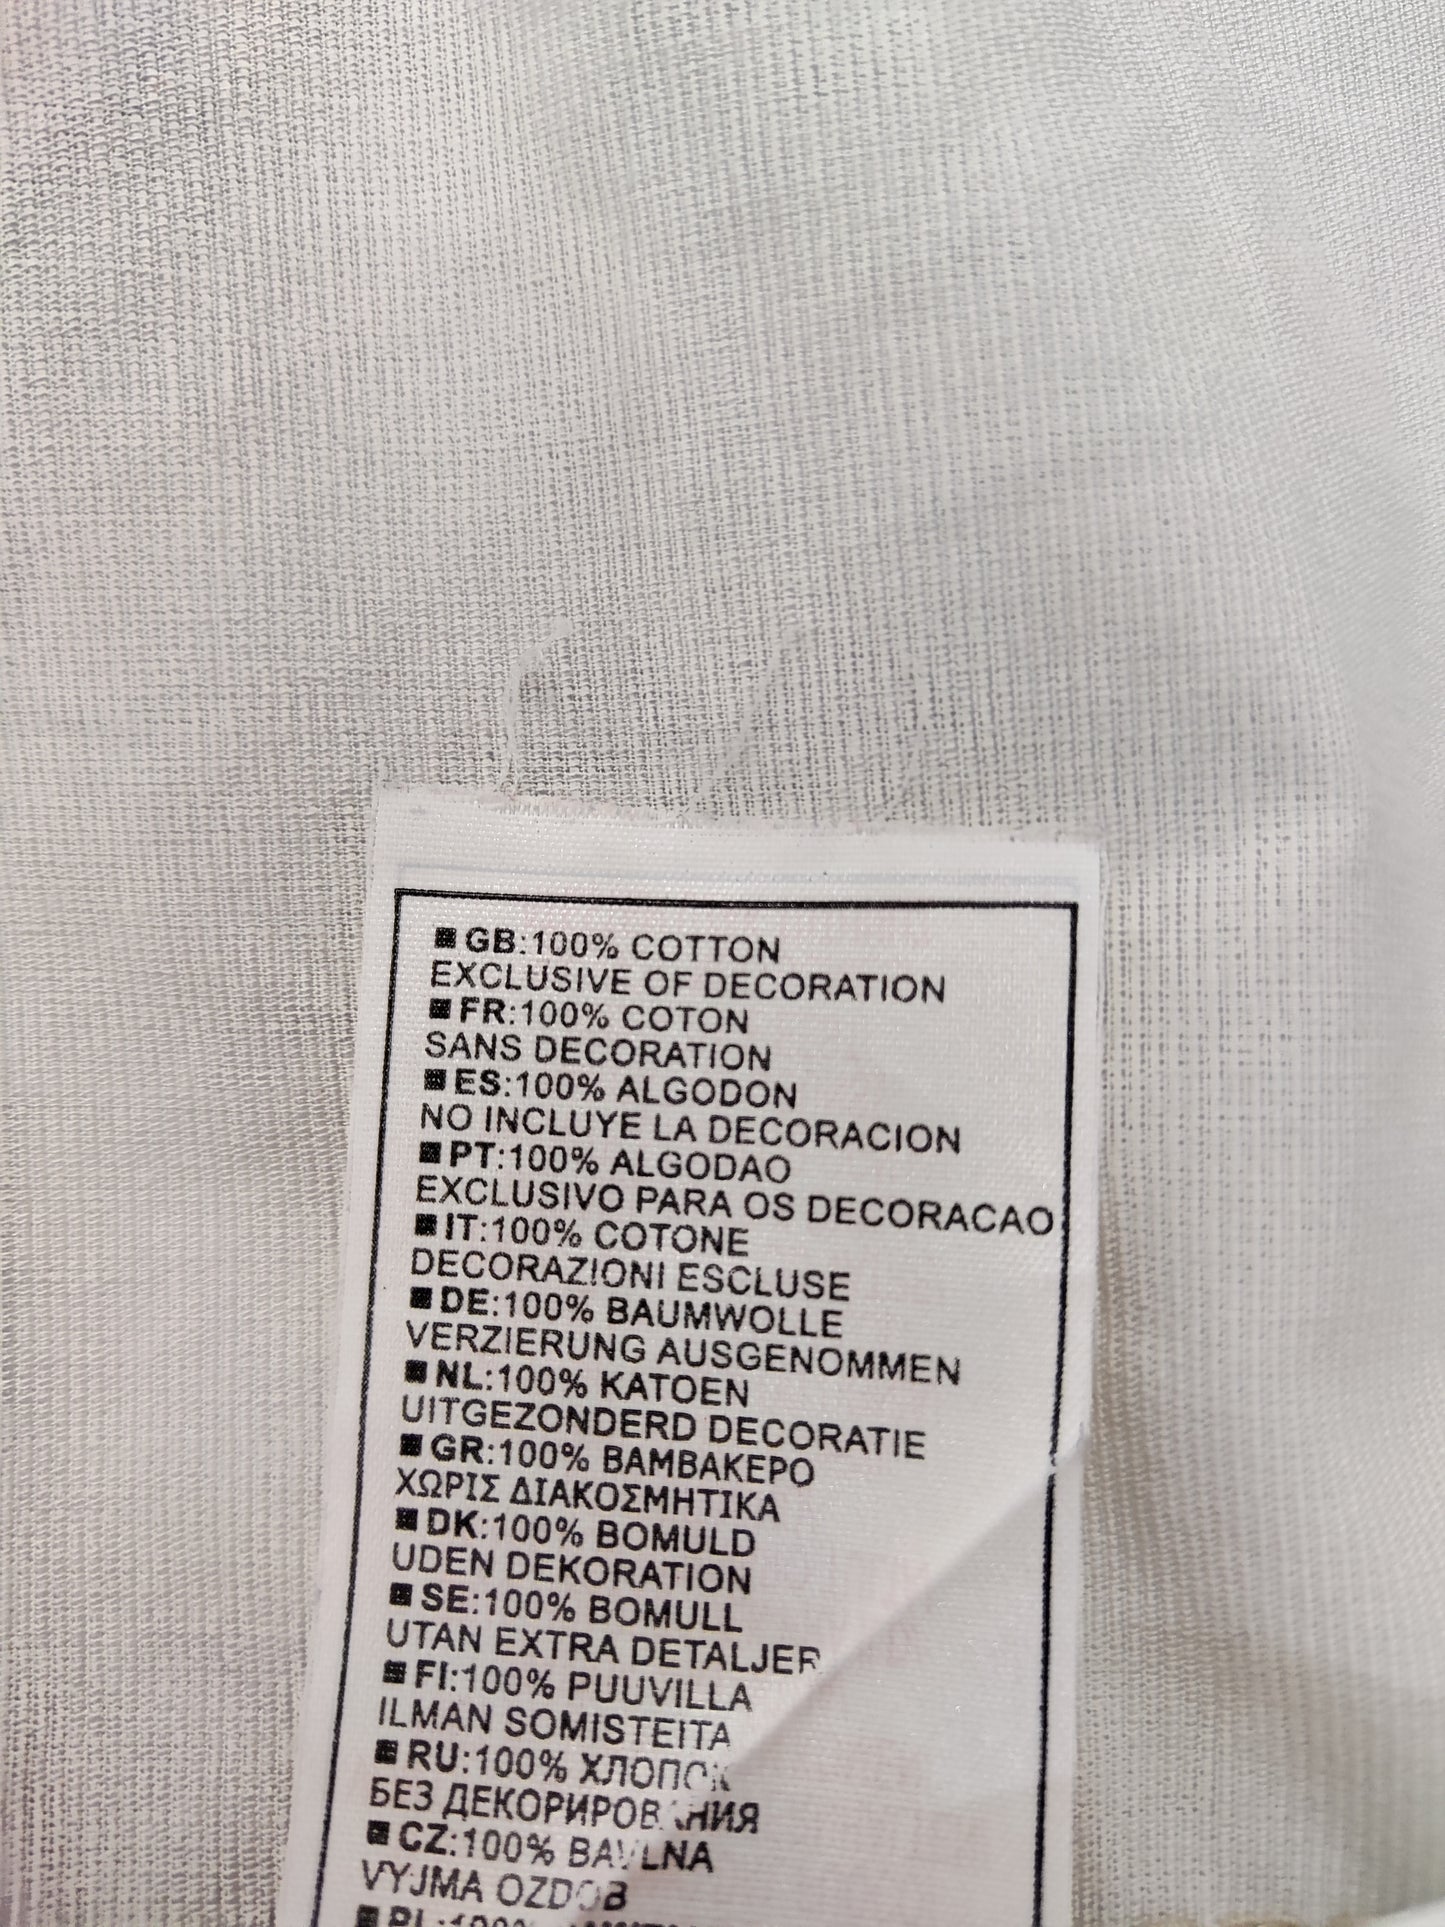 ■GB:100% COTTON
EXCLUSIVE OF DECORATION
■FR:100% COTON
SANS DECORATION
■ES:100% ALGODON
NO INCLUYE LA DECORACION
■PT:100% ALGODAO
EXCLUSIVO PARA OS DECORACAO
■IT:100% COTONE
DECORAZIONI ESCLUSE
■DE:100% BAUMWOLLE
VERZIERUNG AUSGENOMMEN
■NL:100% KATOEN
UITGEZONDERD DECORATIE
■GR:100% ΒΑΜΒΑΚΕΡΟ
ΧΩΡΙΣ ΔΙΑΚΟΣΜΗΤΙΚΑ
■DK:100% BOMULD
UDEN DEKORATION
■SE:100% BOMULL
UTAN EXTRA DETALJER
■FI:100% PUUVILLA
ILMAN SOMISTEITA
■RU:100% ХЛОПОК
БЕЗ ДЕКОРИРОВАНИЯ
■CZ:100% BAVLNA
VYJMA OZDOB
■PL:100%